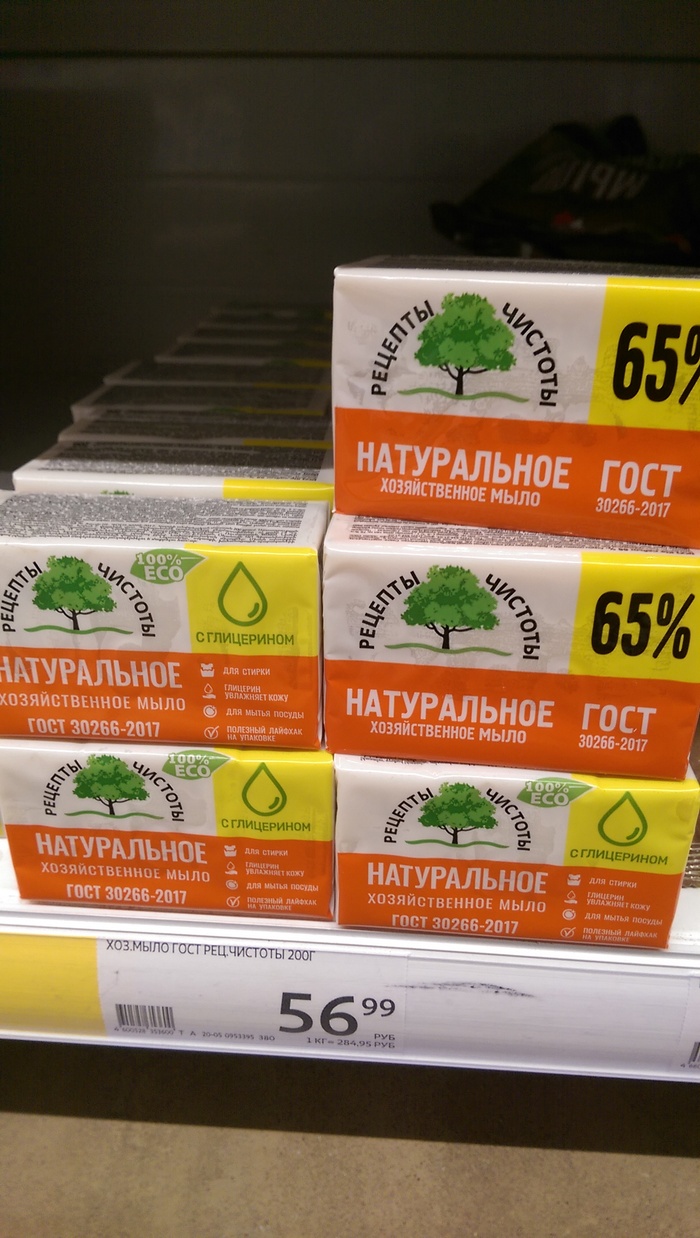 РЕЦЕПТЫ ЧИСТОТЫ
65%
НАТУРАЛЬНОЕ
ХОЗЯЙСТВЕННОЕ МЫЛО
ГОСТ
30266-2017
РЕЦЕПТЫ ЧИСТОТЫ
100%
ECO
С ГЛИЦЕРИНОМ
НАТУРАЛЬНОЕ
ХОЗЯЙСТВЕННОЕ МЫЛО
ГОСТ 30266-2017
ДЛЯ СТИРКИ
ГЛИЦЕРИН
УВЛАЖНЯЕТ КОЖУ
ДЛЯ МЫТЬЯ ПОСУДЫ
ПОЛЕЗНЫЙ ЛАЙФХАК
НА УПАКОВКЕ
РЕЦЕПТЫ ЧИСТОТЫ
65%
НАТУРАЛЬНОЕ
ХОЗЯЙСТВЕННОЕ МЫЛО
ГОСТ
30266-2017
РЕЦЕПТЫ ЧИСТОТЫ
100%
ECO
С ГЛИЦЕРИНОМ
НАТУРАЛЬНОЕ
ХОЗЯЙСТВЕННОЕ МЫЛО
ГОСТ 30266-2017
ДЛЯ СТИРКИ
ГЛИЦЕРИН
УВЛАЖНЯЕТ КОЖУ
ДЛЯ МЫТЬЯ ПОСУДЫ
ПОЛЕЗНЫЙ ЛАЙФХАК
НА УПАКОВКЕ
РЕЦЕПТЫ ЧИСТОТЫ
100%
ECO
С ГЛИЦЕРИНОМ
НАТУРАЛЬНОЕ
ХОЗЯЙСТВЕННОЕ МЫЛО
ГОСТ 30266-2017
ДЛЯ СТИРКИ
ГЛИЦЕРИН
УВЛАЖНЯЕТ КОЖУ
ДЛЯ МЫТЬЯ ПОСУДЫ
ПОЛЕЗНЫЙ ЛАЙФХАК
НА УПАКОВКЕ
ХОЗ.МЫЛО ГОСТ РЕЦ.ЧИСТОТЫ 200Г
56 99
РУБ
1 КГ= 284,95 РУБ